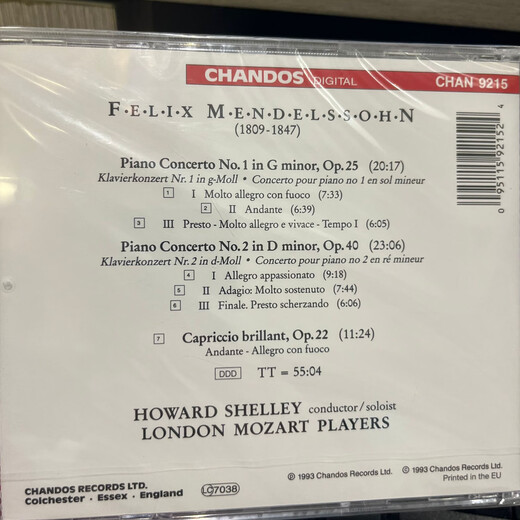 CHANDOS DIGITAL CHAN 9215
FELIX MENDELSSOHN
(1809-1847)
Piano Concerto No. 1 in G minor, Op. 25 (20:17)
Klavierkonzert Nr. 1 in g-Moll • Concerto pour piano no 1 en sol mineur
1 I Molto allegro con fuoco (7:33)
2 II Andante (6:39)
3 III Presto - Molto allegro e vivace - Tempo I (6:05)
Piano Concerto No. 2 in D minor, Op. 40 (23:06)
Klavierkonzert Nr. 2 in d-Moll • Concerto pour piano no 2 en ré mineur
4 I Allegro appassionato (9:18)
5 II Adagio: Molto sostenuto (7:44)
6 III Finale. Presto scherzando (6:06)
7 Capriccio brillant, Op. 22 (11:24)
Andante - Allegro con fuoco
DDD TT = 55:04
HOWARD SHELLEY conductor/soloist
LONDON MOZART PLAYERS
CHANDOS RECORDS LTD.
Colchester • Essex • England
LC 7038
℗ 1993 Chandos Records Ltd. © 1993 Chandos Records Ltd.
Printed in the EU
0 95115 92152 4